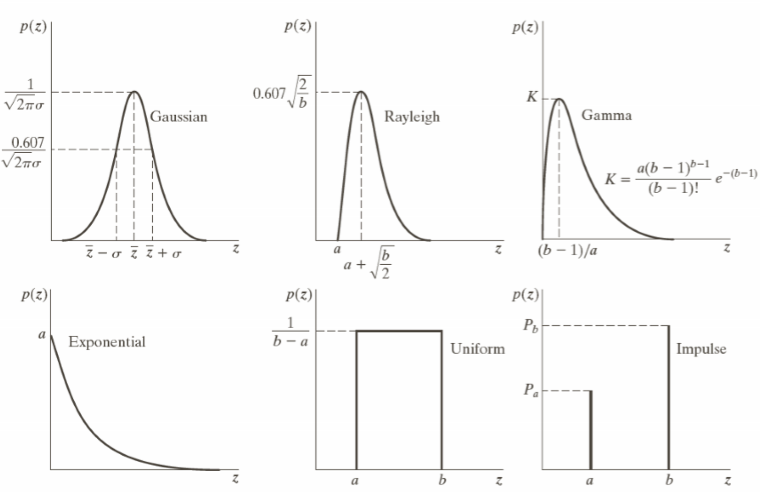 p(z)
1/√2πσ
0.607/√2πσ
Gaussian
z̄ − σ z̄ z̄ + σ z
p(z)
0.607√2/b
Rayleigh
a
a + √b/2
z
p(z)
K
Gamma
K = a(b − 1)^b−1/(b − 1)! e^−(b−1)
(b − 1)/a
z
p(z)
a
Exponential
z
p(z)
1/b − a
Uniform
a b z
p(z)
P_b
Impulse
P_a
a b z